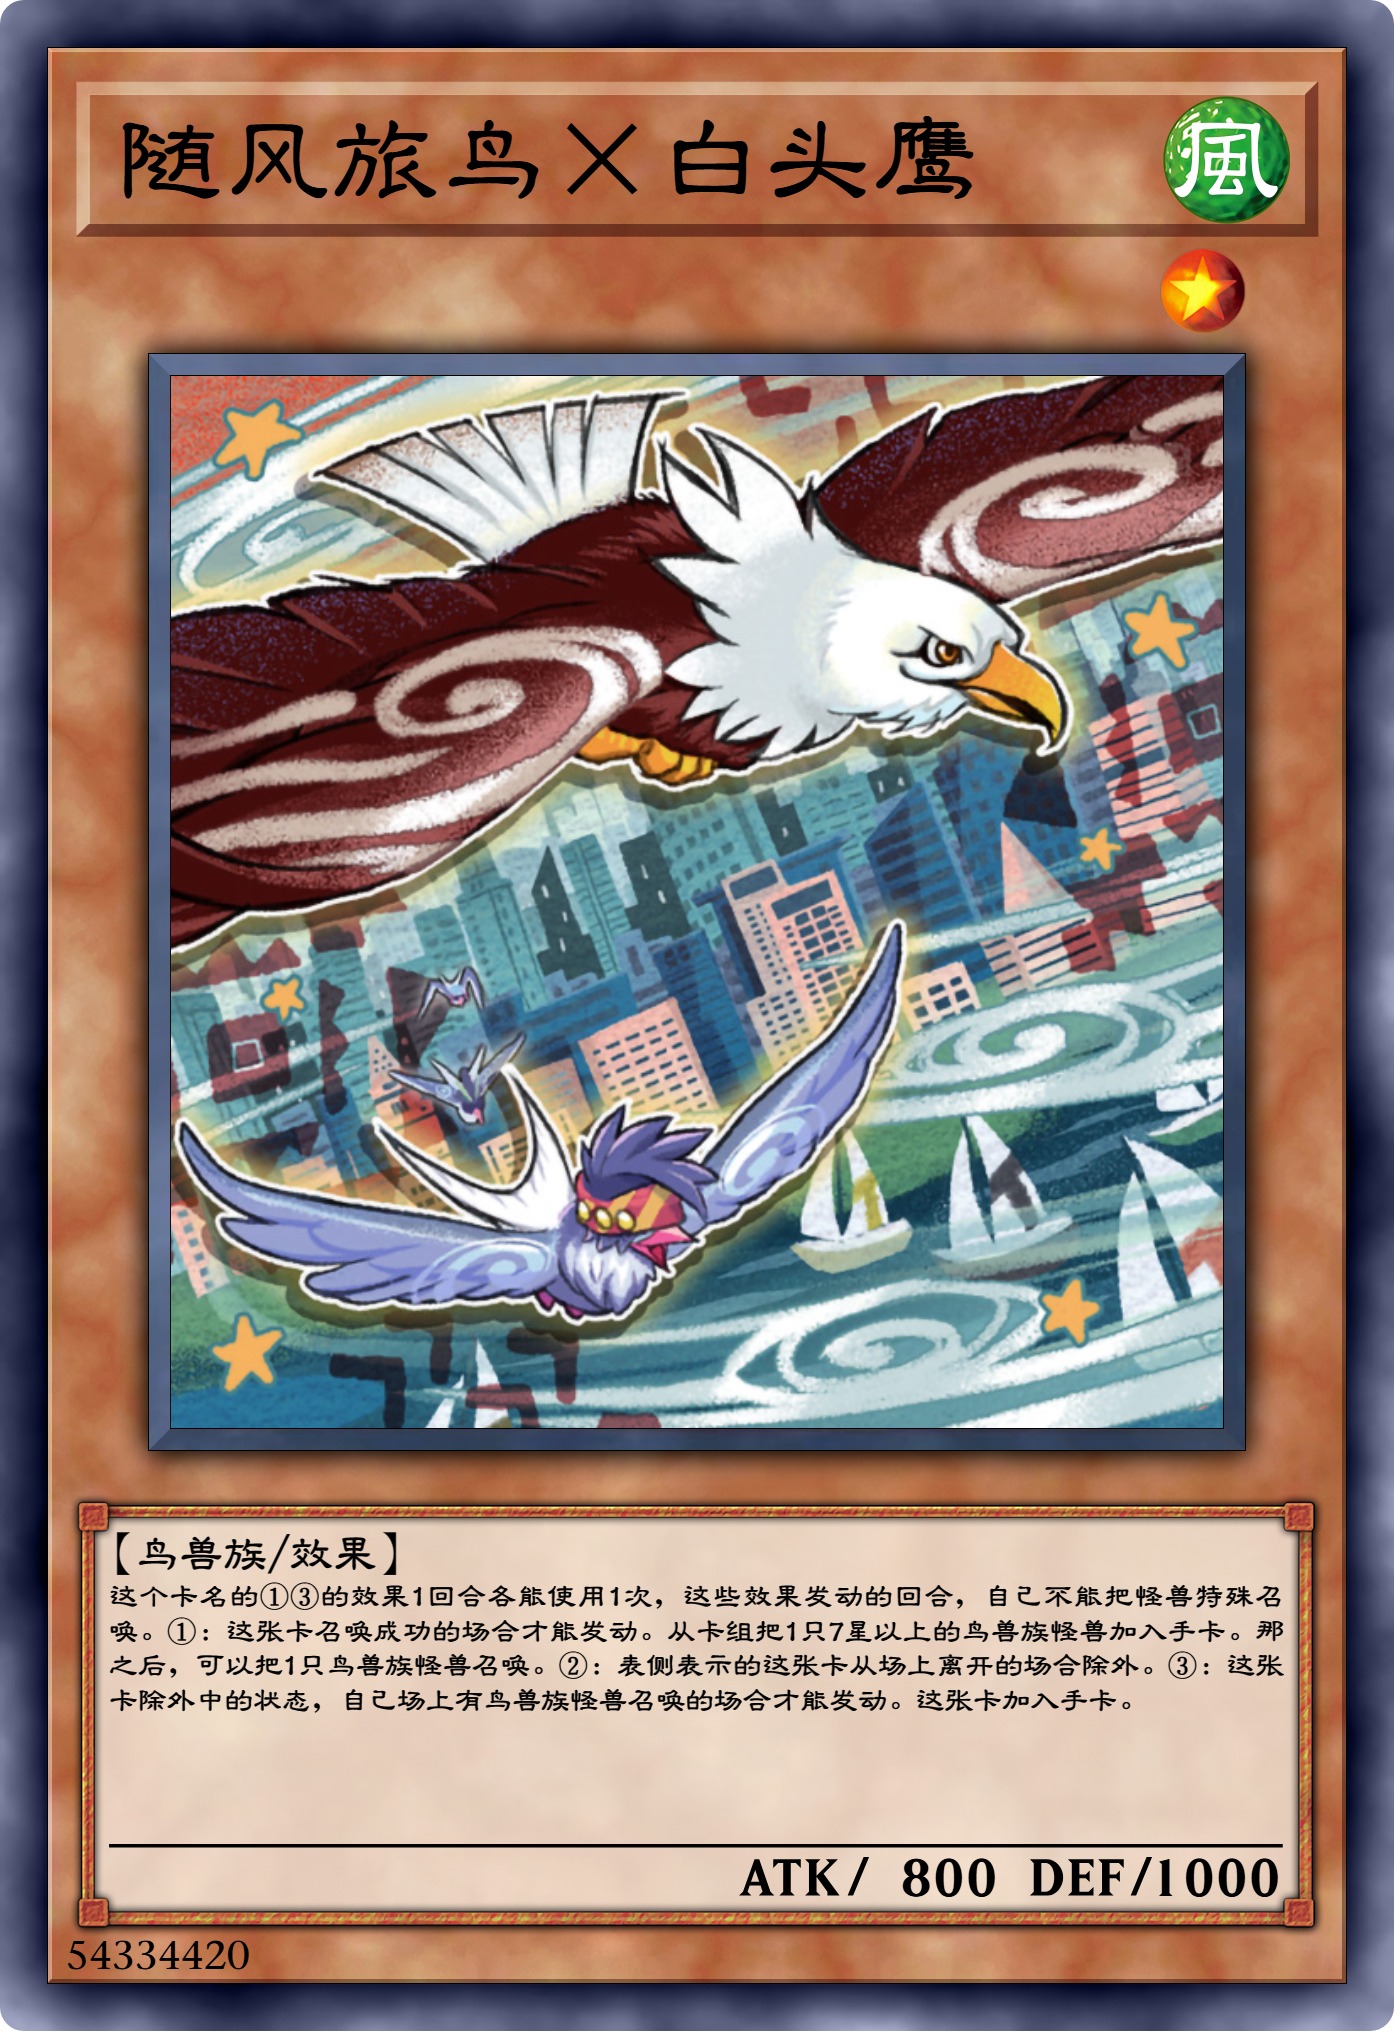 随风旅鸟×白头鹰
風
【鸟兽族/效果】
这个卡名的①③的效果1回合各能使用1次，这些效果发动的回合，自己不能把怪兽特殊召
唤。①：这张卡召唤成功的场合才能发动。从卡组把1只7星以上的鸟兽族怪兽加入手卡。那
之后，可以把1只鸟兽族怪兽召唤。②：表侧表示的这张卡从场上离开的场合除外。③：这张
卡除外中的状态，自己场上有鸟兽族怪兽召唤的场合才能发动。这张卡加入手卡。
ATK/ 800 DEF/1000
54334420